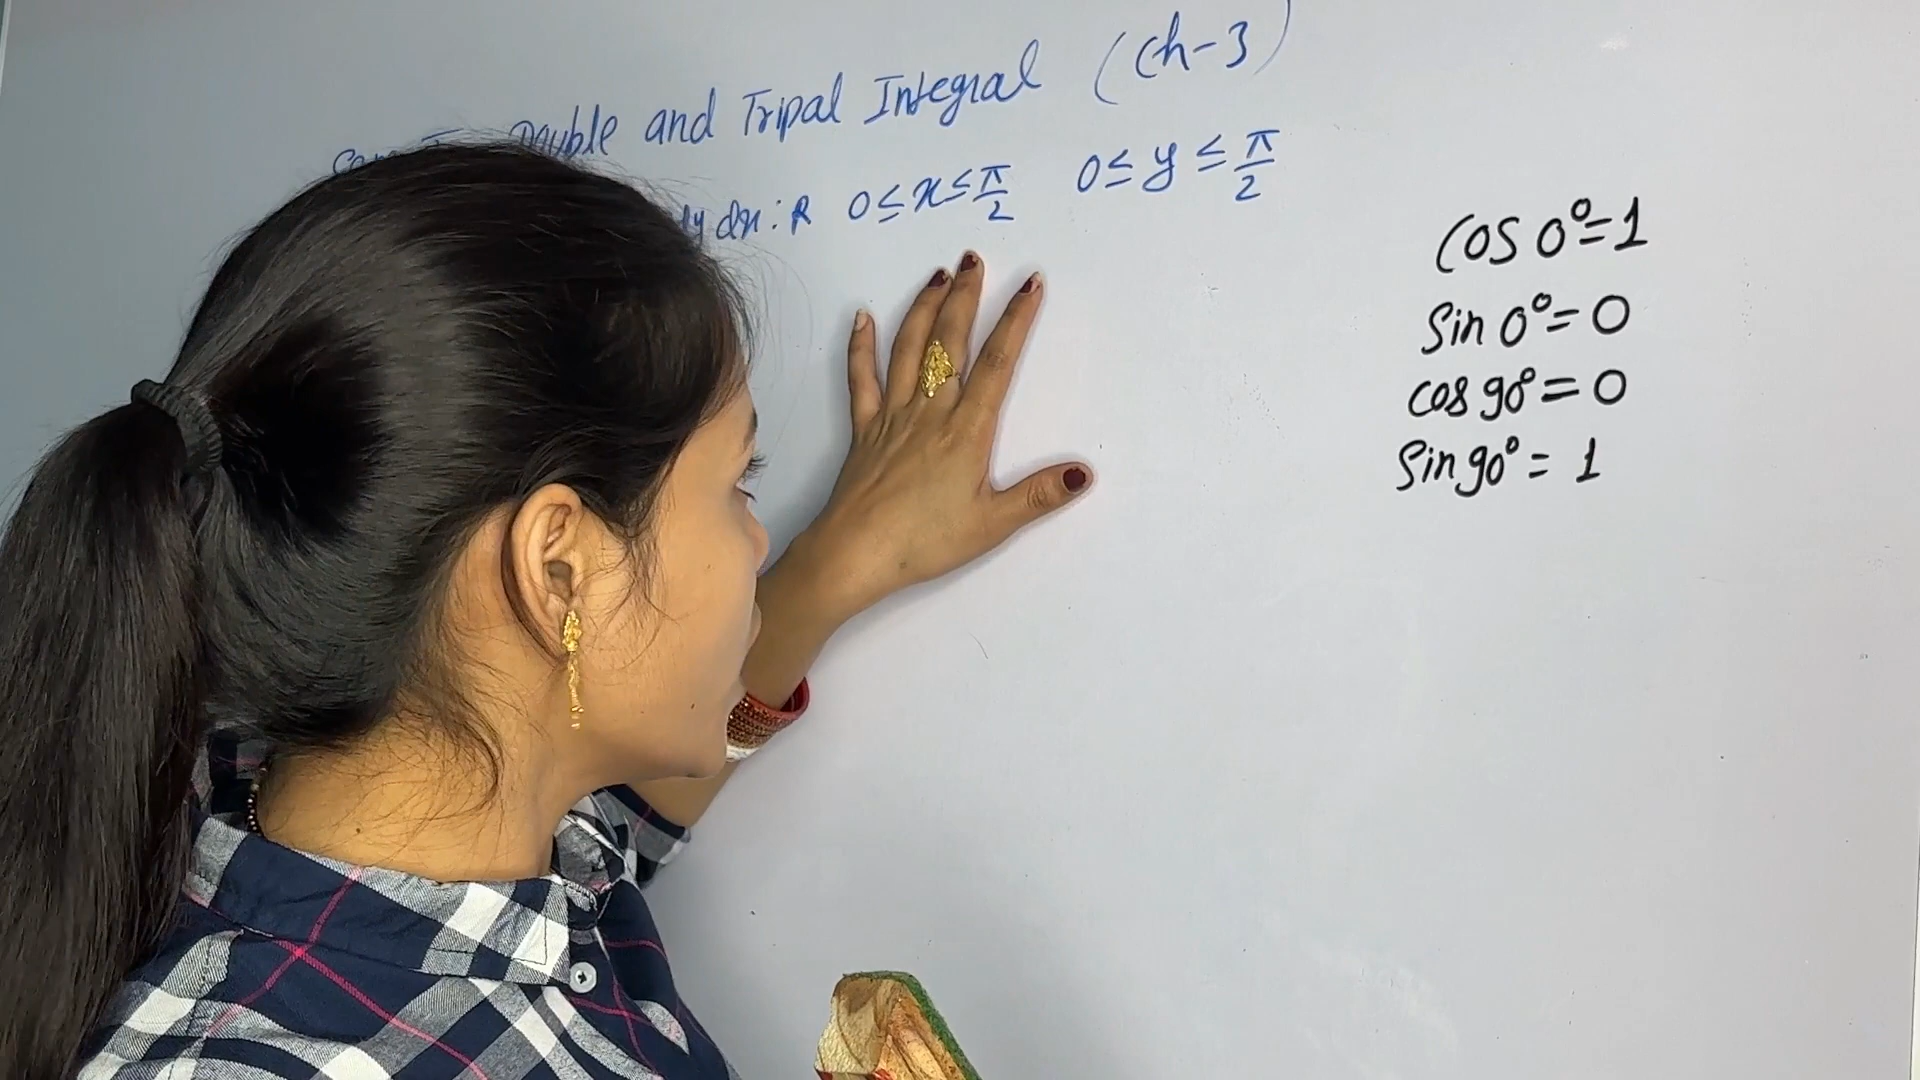 Double and Tripal Integral (Ch-3)
dy dx : R 0≤x≤π/2 0≤y≤π/2
Cos 0°=1
Sin 0°=0
cos 90°=0
Sin 90°=1